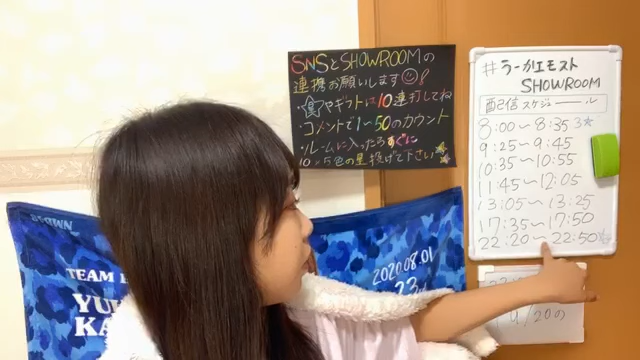 SNSとSHOWROOMの
連携お願いします
・星やギフトは10連打してね
・コメントで1〜50のカウント
・ルームに入ったらすぐに
10×5色の星投げて下さい
#うーかエモスト
SHOWROOM
配信スケジュール
8:00〜8:35
9:25〜9:45
10:35〜10:55
11:45〜12:05
13:05〜13:25
17:35〜17:50
22:20〜22:50
TEAM
YU
KA
2020.08.01
23
/20の